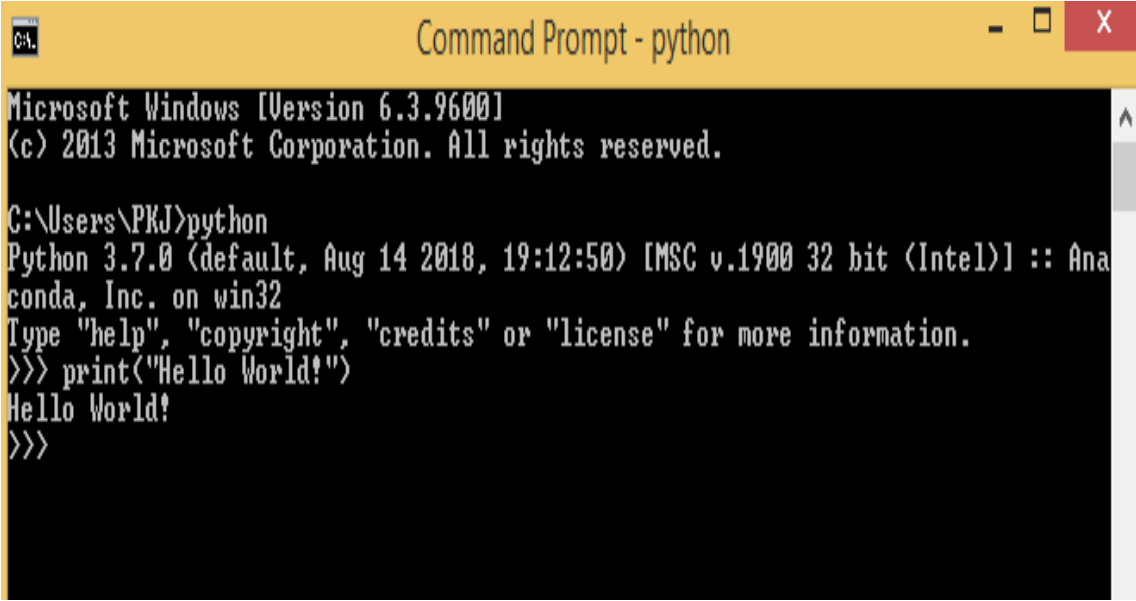 C:\.
Command Prompt - python
X
Microsoft Windows [Version 6.3.9600]
(c) 2013 Microsoft Corporation. All rights reserved.
C:\Users\PKJ>python
Python 3.7.0 (default, Aug 14 2018, 19:12:50) [MSC v.1900 32 bit (Intel)] :: Ana
conda, Inc. on win32
Type "help", "copyright", "credits" or "license" for more information.
>>> print("Hello World!")
Hello World!
>>>